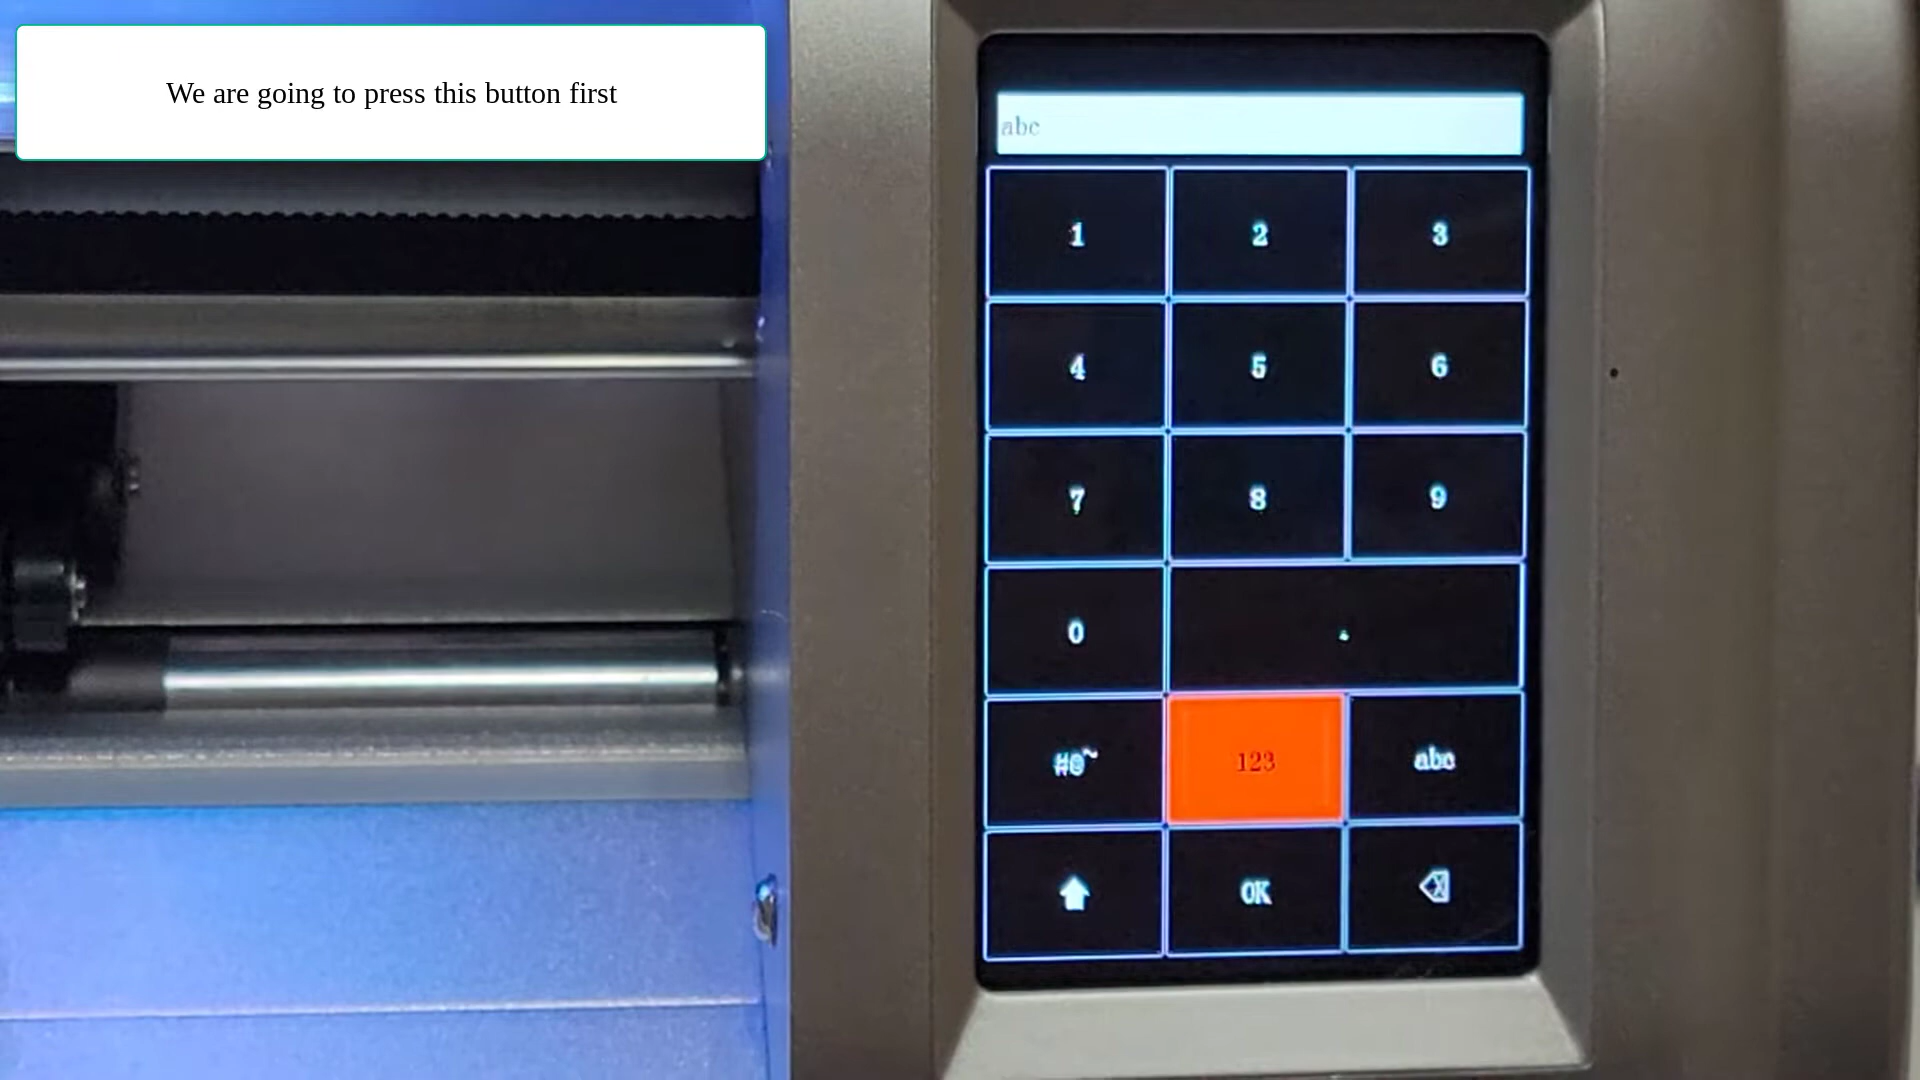 We are going to press this button first
abc
1 2 3
4 5 6
7 8 9
0 .
#@~ 123 abc
OK